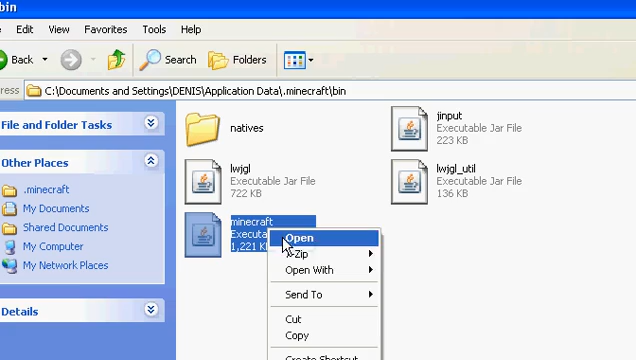 bin
Edit View Favorites Tools Help
Back Search Folders
ress C:\Documents and Settings\DENIS\Application Data\.minecraft\bin
File and Folder Tasks
Other Places
.minecraft
My Documents
Shared Documents
My Computer
My Network Places
Details
natives
jinput
Executable Jar File
223 KB
lwjgl
Executable Jar File
722 KB
lwjgl_util
Executable Jar File
136 KB
minecraft
Executa
1,221 K
Open
-Zip
Open With
Send To
Cut
Copy
Create Shortcut